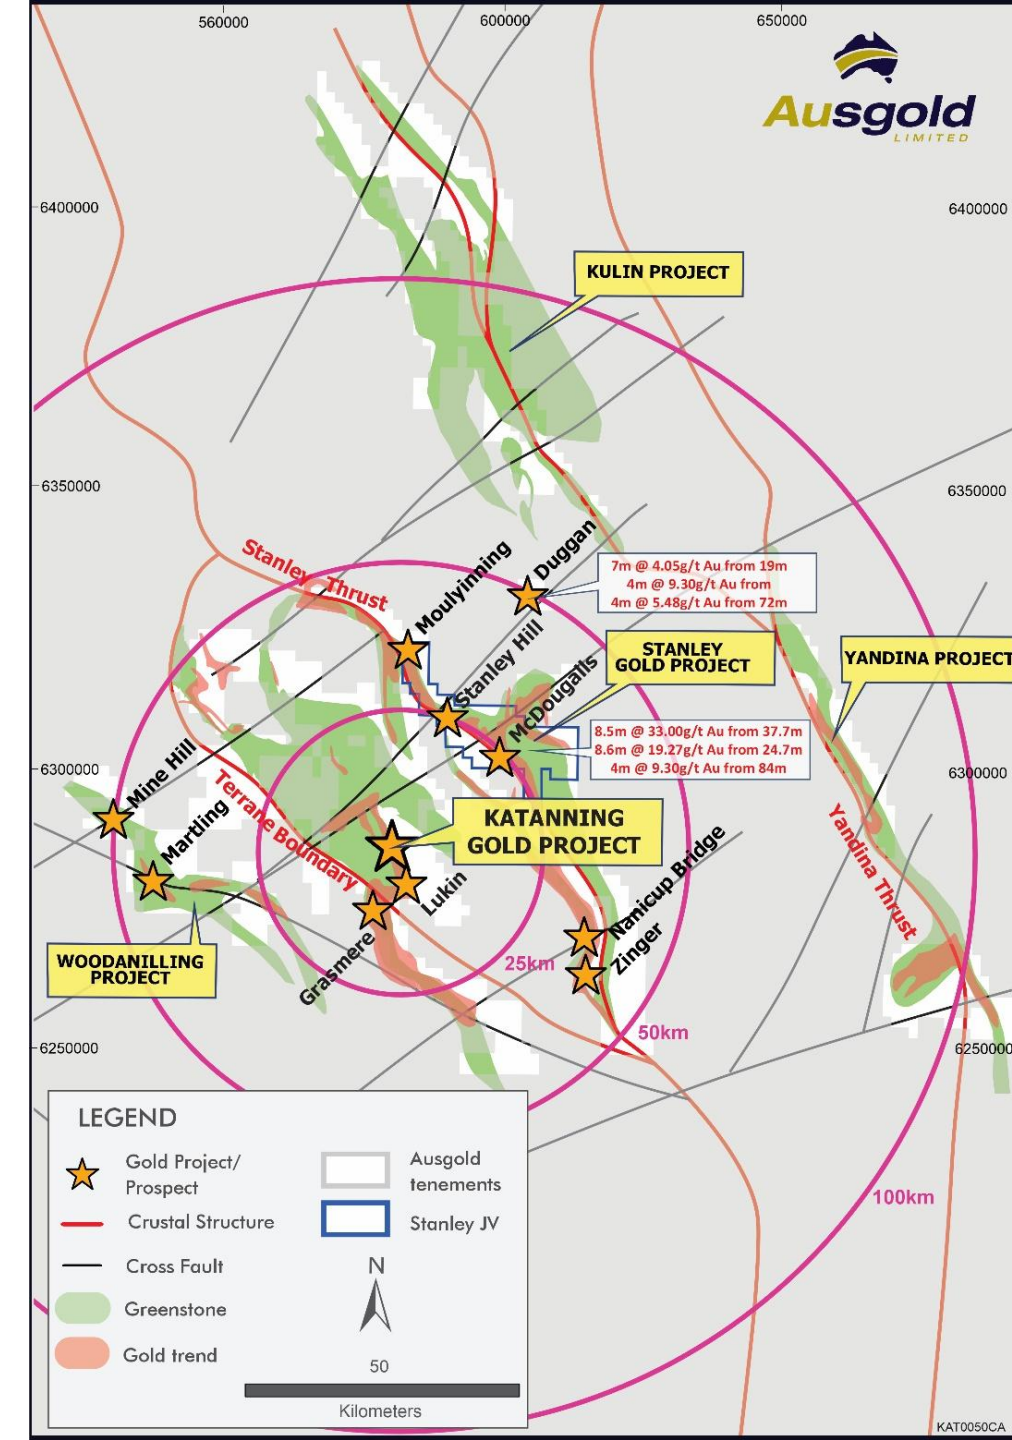 560000
600000
650000
Ausgold
LIMITED
6400000
6400000
KULIN PROJECT
6350000
6350000
Stanley Thrust
Moulyinning
Duggan
7m @ 4.05g/t Au from 19m
4m @ 9.30g/t Au from
4m @ 5.48g/t Au from 72m
Stanley Hill
McDougalls
STANLEY
GOLD PROJECT
YANDINA PROJECT
8.5m @ 33.00g/t Au from 37.7m
8.6m @ 19.27g/t Au from 24.7m
4m @ 9.30g/t Au from 84m
6300000
6300000
Mine Hill
Martling
Terrane Boundary
KATANNING
GOLD PROJECT
Yandina Thrust
Lukin
Grasmere
Nanicup Bridge
Zinger
WOODANILLING
PROJECT
25km
50km
6250000
6250000
100km
LEGEND
Gold Project/
Prospect
Crustal Structure
Cross Fault
Greenstone
Gold trend
Ausgold
tenements
Stanley JV
N
50
Kilometers
KAT0050CA